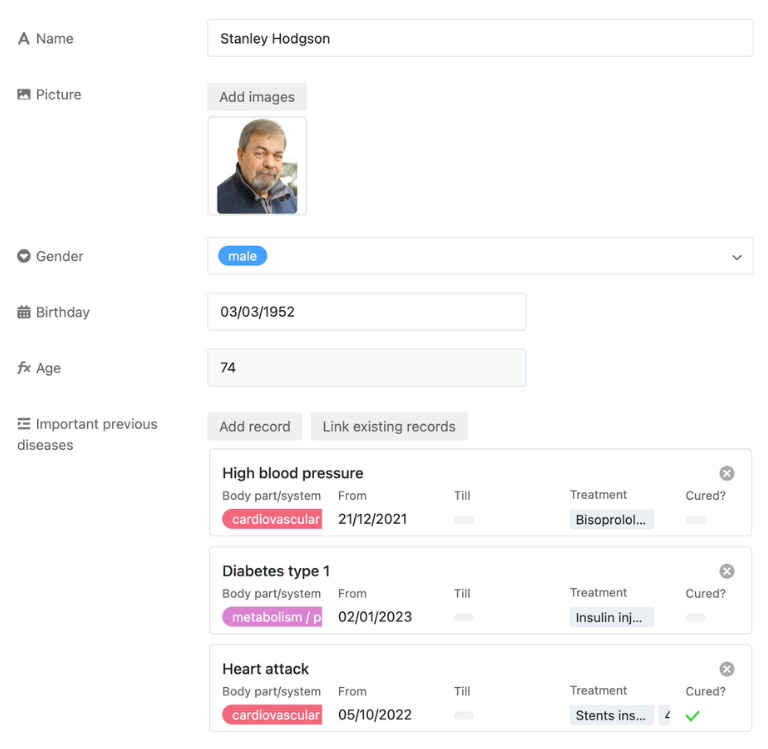 Name
Stanley Hodgson
Picture
Add images
Gender
male
Birthday
03/03/1952
fx Age
74
Important previous
diseases
Add record Link existing records
High blood pressure
Body part/system From Till Treatment Cured?
cardiovascular 21/12/2021 Bisoprolol...
Diabetes type 1
Body part/system From Till Treatment Cured?
metabolism / p 02/01/2023 Insulin inj...
Heart attack
Body part/system From Till Treatment Cured?
cardiovascular 05/10/2022 Stents ins...